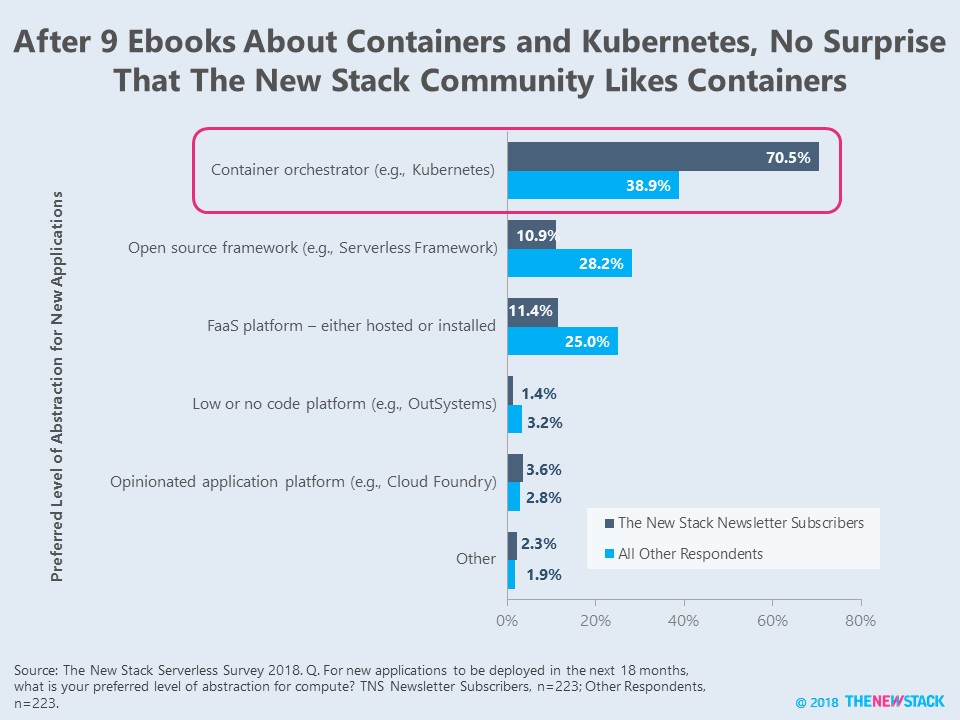 After 9 Ebooks About Containers and Kubernetes, No Surprise
That The New Stack Community Likes Containers
Preferred Level of Abstraction for New Applications
Container orchestrator (e.g., Kubernetes)
70.5%
38.9%
Open source framework (e.g., Serverless Framework)
10.9%
28.2%
FaaS platform – either hosted or installed
11.4%
25.0%
Low or no code platform (e.g., OutSystems)
1.4%
3.2%
Opinionated application platform (e.g., Cloud Foundry)
3.6%
2.8%
Other
2.3%
1.9%
The New Stack Newsletter Subscribers
All Other Respondents
0% 20% 40% 60% 80%
Source: The New Stack Serverless Survey 2018. Q. For new applications to be deployed in the next 18 months,
what is your preferred level of abstraction for compute? TNS Newsletter Subscribers, n=223; Other Respondents,
n=223.
@ 2018 THENEWSTACK